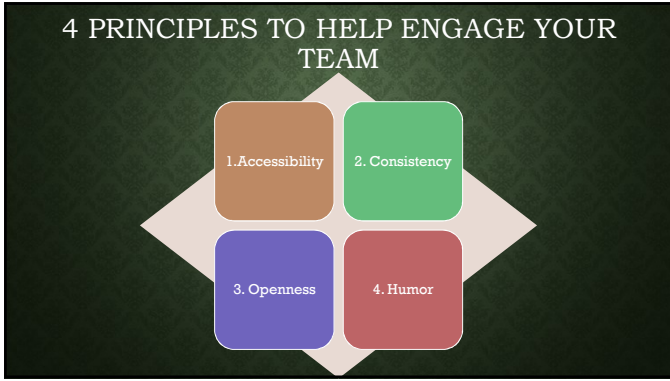 4 PRINCIPLES TO HELP ENGAGE YOUR
TEAM
1.Accessibility
2. Consistency
3. Openness
4. Humor